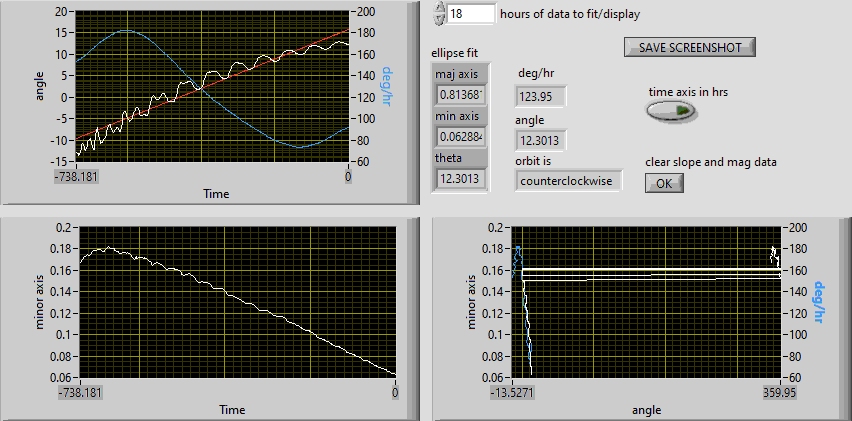 18 hours of data to fit/display
SAVE SCREENSHOT
20
15
10
5
0
-5
-10
-15
angle
200
180
160
140
120
100
80
60
deg/hr
-738.181
0
Time
ellipse fit
maj axis
0.81368
min axis
0.06288
theta
12.3013
deg/hr
123.95
angle
12.3013
orbit is
counterclockwise
time axis in hrs
clear slope and mag data
OK
0.2
0.18
0.16
0.14
0.12
0.1
0.08
0.06
minor axis
-738.181
0
Time
0.2
0.18
0.16
0.14
0.12
0.1
0.08
0.06
minor axis
200
180
160
140
120
100
80
60
deg/hr
-13.5271
359.95
angle